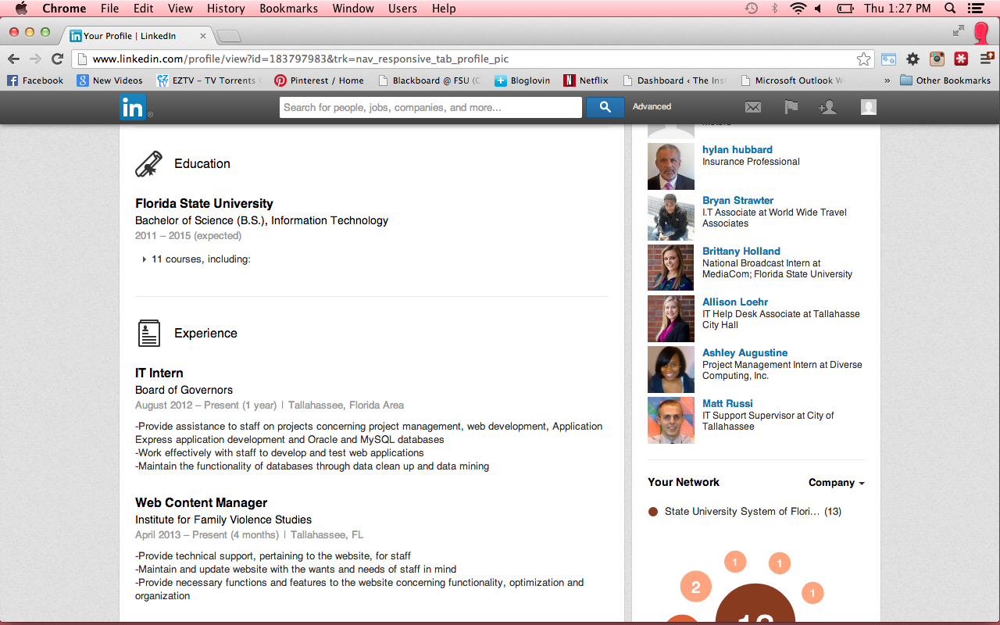 Chrome File Edit View History Bookmarks Window Users Help Thu 1:27 PM
in Your Profile | LinkedIn ×
www.linkedin.com/profile/view?id=183797983&trk=nav_responsive_tab_profile_pic
f Facebook g New Videos EZ TV EZTV – TV Torrents Pinterest / Home Blackboard @ FSU (C Bloglovin N Netflix Dashboard ‹ The Inst Microsoft Outlook W » Other Bookmarks
in ® Search for people, jobs, companies, and more... Advanced
Education
Florida State University
Bachelor of Science (B.S.), Information Technology
2011 – 2015 (expected)
11 courses, including:
Experience
IT Intern
Board of Governors
August 2012 – Present (1 year) | Tallahassee, Florida Area
-Provide assistance to staff on projects concerning project management, web development, Application
Express application development and Oracle and MySQL databases
-Work effectively with staff to develop and test web applications
-Maintain the functionality of databases through data clean up and data mining
Web Content Manager
Institute for Family Violence Studies
April 2013 – Present (4 months) | Tallahassee, FL
-Provide technical support, pertaining to the website, for staff
-Maintain and update website with the wants and needs of staff in mind
-Provide necessary functions and features to the website concerning functionality, optimization and
organization
hylan hubbard
Insurance Professional
Bryan Strawter
I.T Associate at World Wide Travel
Associates
Brittany Holland
National Broadcast Intern at
MediaCom; Florida State University
Allison Loehr
IT Help Desk Associate at Tallahasse
City Hall
Ashley Augustine
Project Management Intern at Diverse
Computing, Inc.
Matt Russi
IT Support Supervisor at City of
Tallahassee
Your Network Company
State University System of Flori... (13)
1 1
2 1